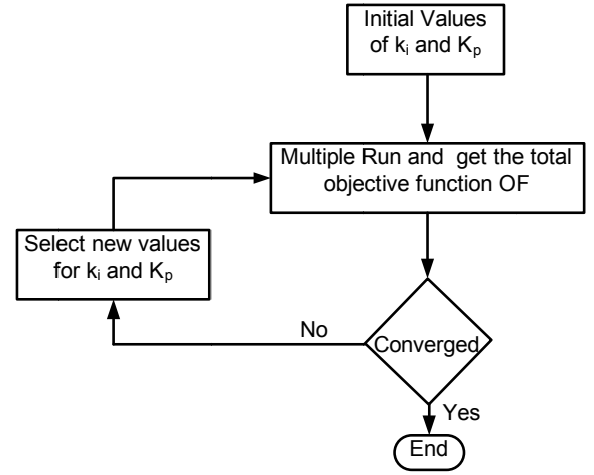 Initial Values
of kᵢ and Kₚ
Multiple Run and get the total
objective function OF
Select new values
for kᵢ and Kₚ
No
Converged
Yes
End